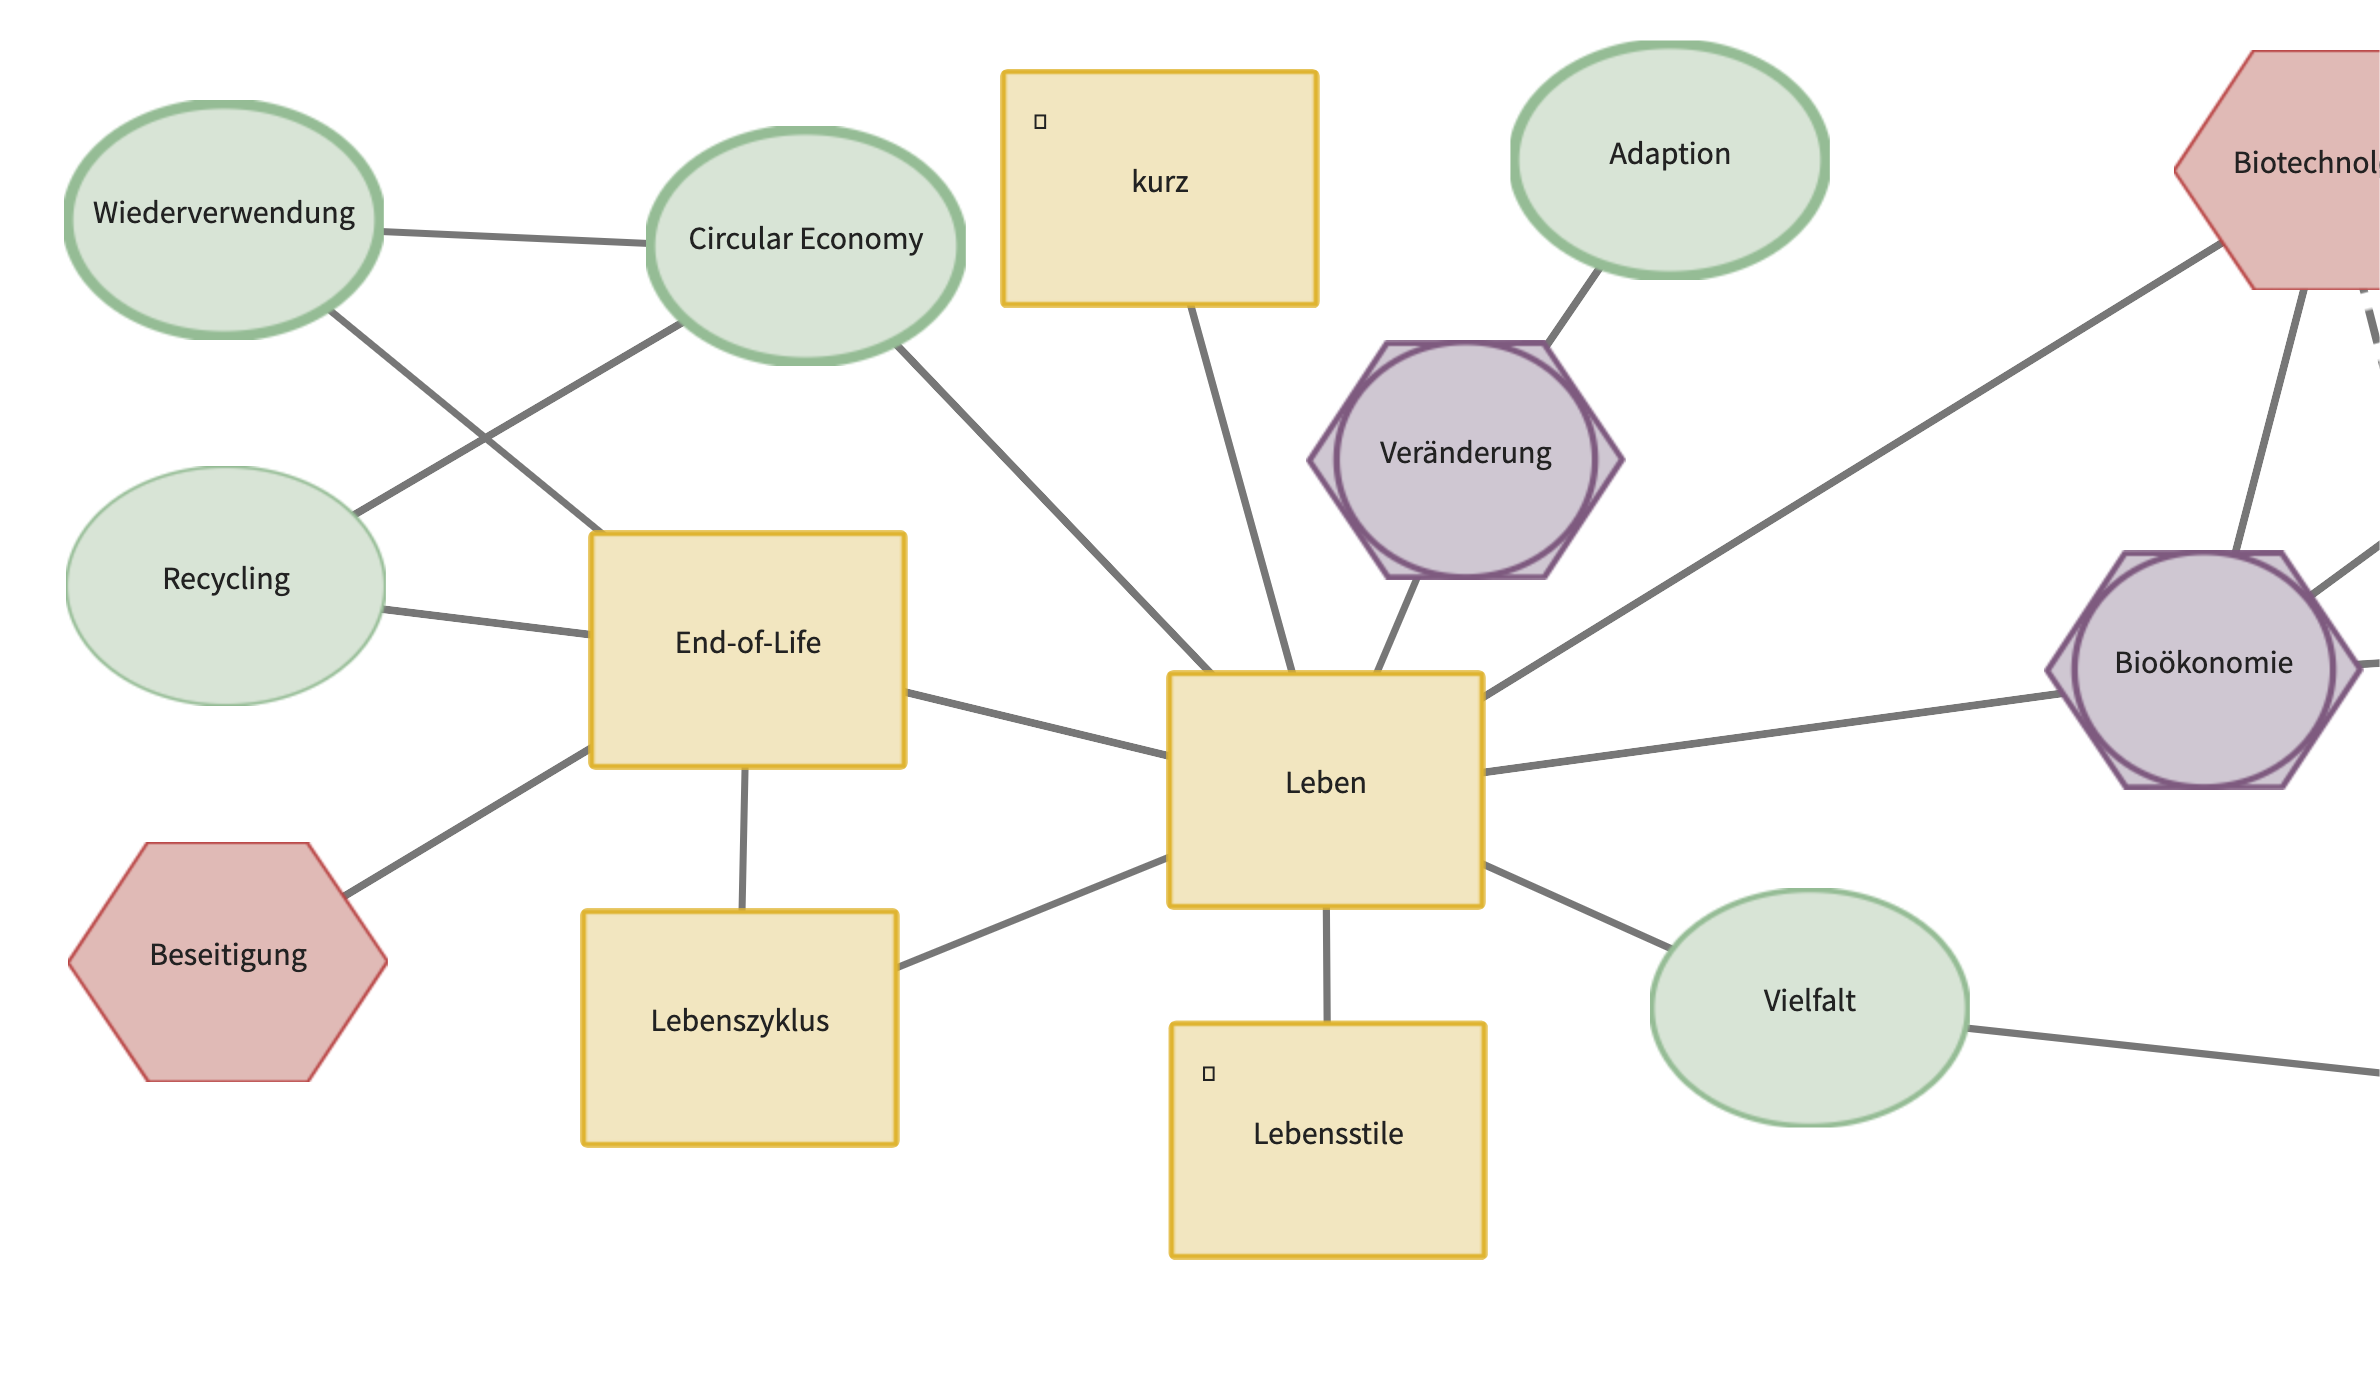 Adaption
Biotechnol
kurz
Wiederverwendung
Circular Economy
Veränderung
Recycling
End-of-Life
Bioökonomie
Leben
Beseitigung
Vielfalt
Lebenszyklus
Lebensstile